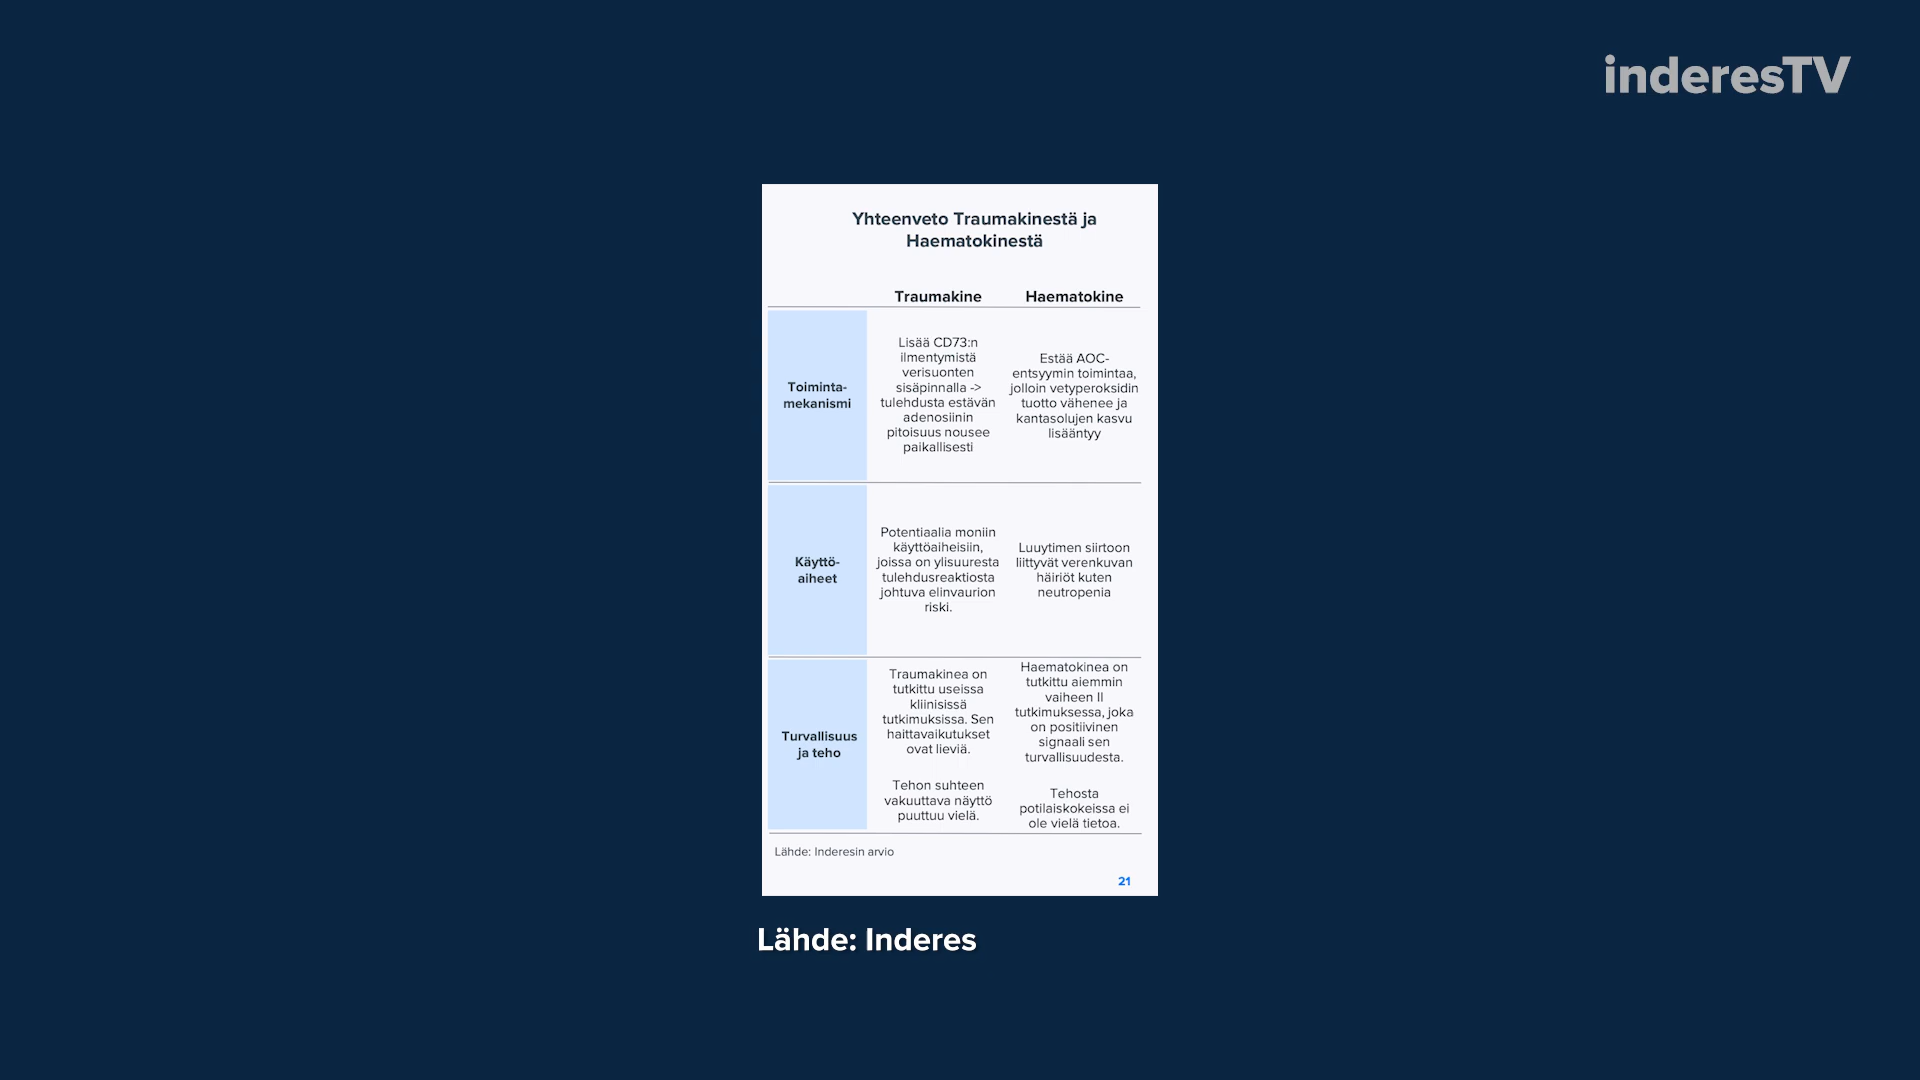 inderesTV
Yhteenveto Traumakinestä ja
Haematokinestä
Traumakine
Haematokine
Toiminta-
mekanismi
Lisää CD73:n
ilmentymistä
verisuonten
sisäpinnalla ->
tulehdusta estävän
adenosiinin
pitoisuus nousee
paikallisesti
Estää AOC-
entsyymin toimintaa,
jolloin vetyperoksidin
tuotto vähenee ja
kantasolujen kasvu
lisääntyy
Käyttö-
aiheet
Potentiaalia moniin
käyttöaiheisiin,
joissa on ylisuuresta
tulehdusreaktiosta
johtuva elinvaurion
riski.
Luuytimen siirtoon
liittyvät verenkuvan
häiriöt kuten
neutropenia
Turvallisuus
ja teho
Traumakinea on
tutkittu useissa
kliinisissä
tutkimuksissa. Sen
haittavaikutukset
ovat lieviä.
Tehon suhteen
vakuuttava näyttö
puuttuu vielä.
Haematokinea on
tutkittu aiemmin
vaiheen II
tutkimuksessa, joka
on positiivinen
signaali sen
turvallisuudesta.
Tehosta
potilaiskokeissa ei
ole vielä tietoa.
Lähde: Inderesin arvio
21
Lähde: Inderes